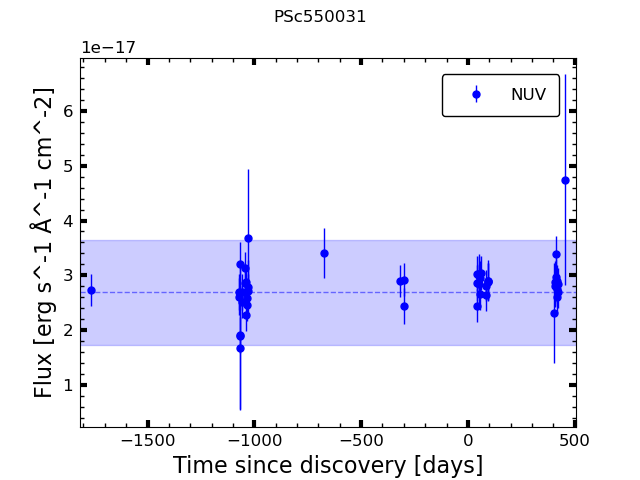 PSc550031
1e−17
NUV
6
5
4
3
2
1
Flux [erg s^-1 Å^-1 cm^-2]
−1500
−1000
−500
0
500
Time since discovery [days]